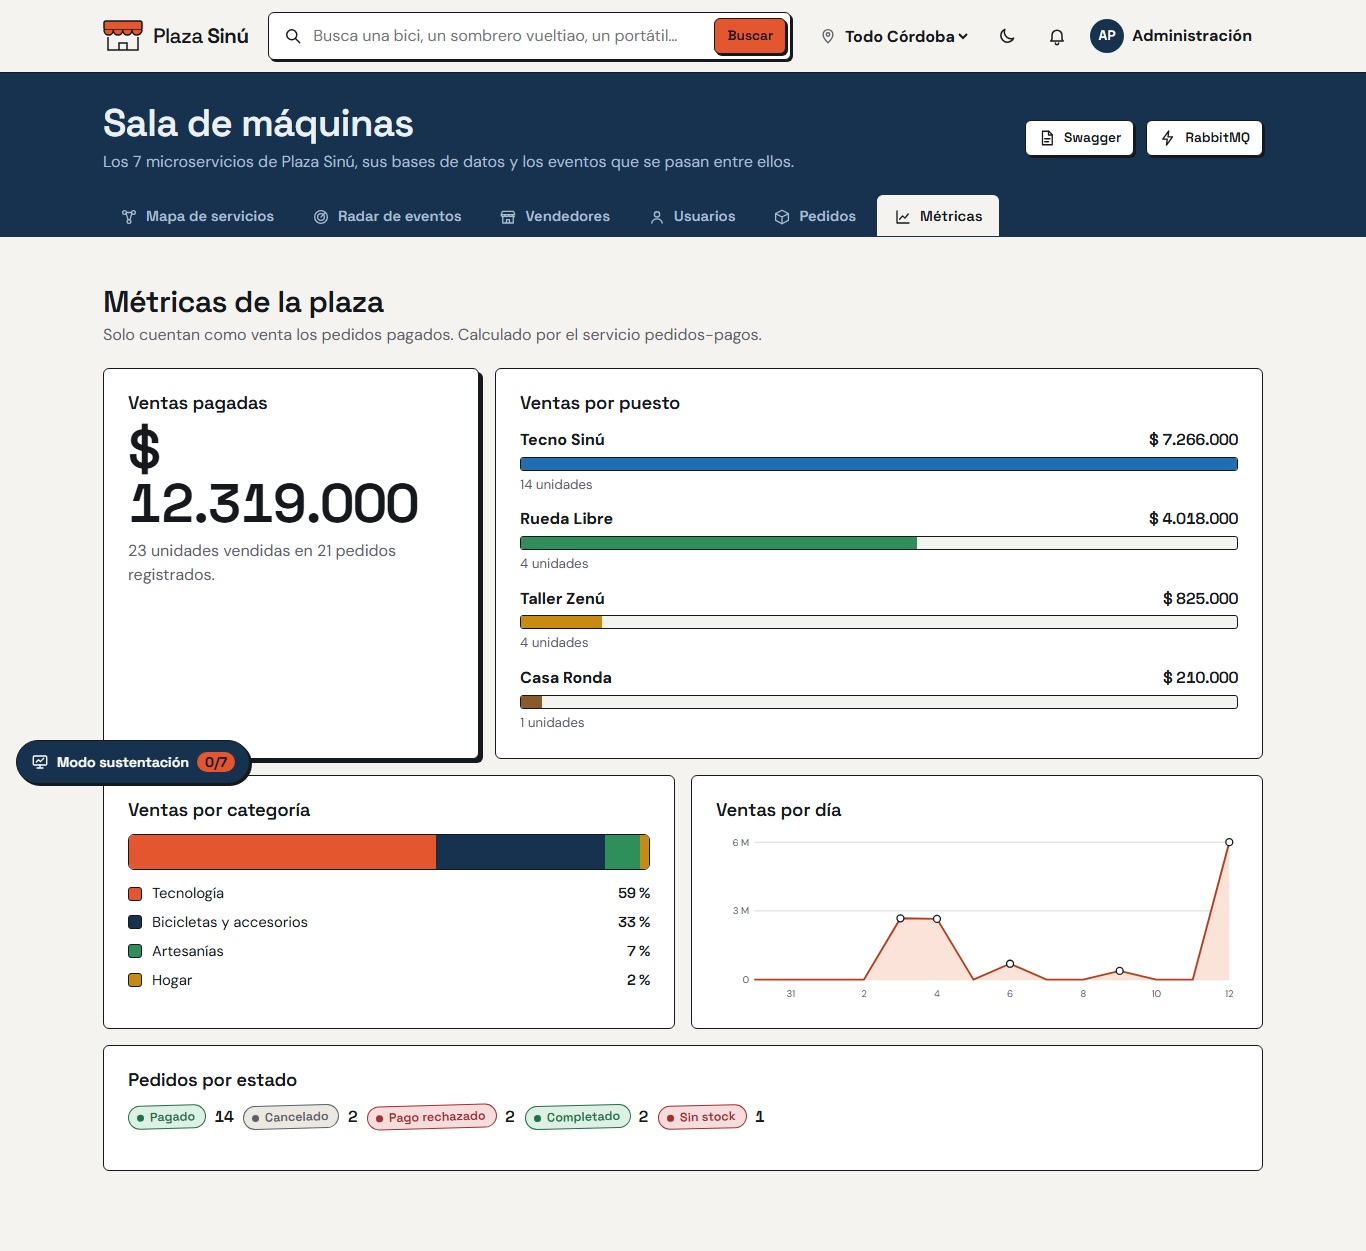 Plaza Sinú
Busca una bici, un sombrero vueltiao, un portátil...
Buscar
Todo Córdoba
AP
Administración
Sala de máquinas
Los 7 microservicios de Plaza Sinú, sus bases de datos y los eventos que se pasan entre ellos.
Swagger
RabbitMQ
Mapa de servicios
Radar de eventos
Vendedores
Usuarios
Pedidos
Métricas
Métricas de la plaza
Solo cuentan como venta los pedidos pagados. Calculado por el servicio pedidos-pagos.
Ventas pagadas
$
12.319.000
23 unidades vendidas en 21 pedidos
registrados.
Ventas por puesto
Tecno Sinú $ 7.266.000
14 unidades
Rueda Libre $ 4.018.000
4 unidades
Taller Zenú $ 825.000
4 unidades
Casa Ronda $ 210.000
1 unidades
Modo sustentación 0/7
Ventas por categoría
Tecnología 59 %
Bicicletas y accesorios 33 %
Artesanías 7 %
Hogar 2 %
Ventas por día
6 M
3 M
0
31 2 4 6 8 10 12
Pedidos por estado
Pagado 14 Cancelado 2 Pago rechazado 2 Completado 2 Sin stock 1